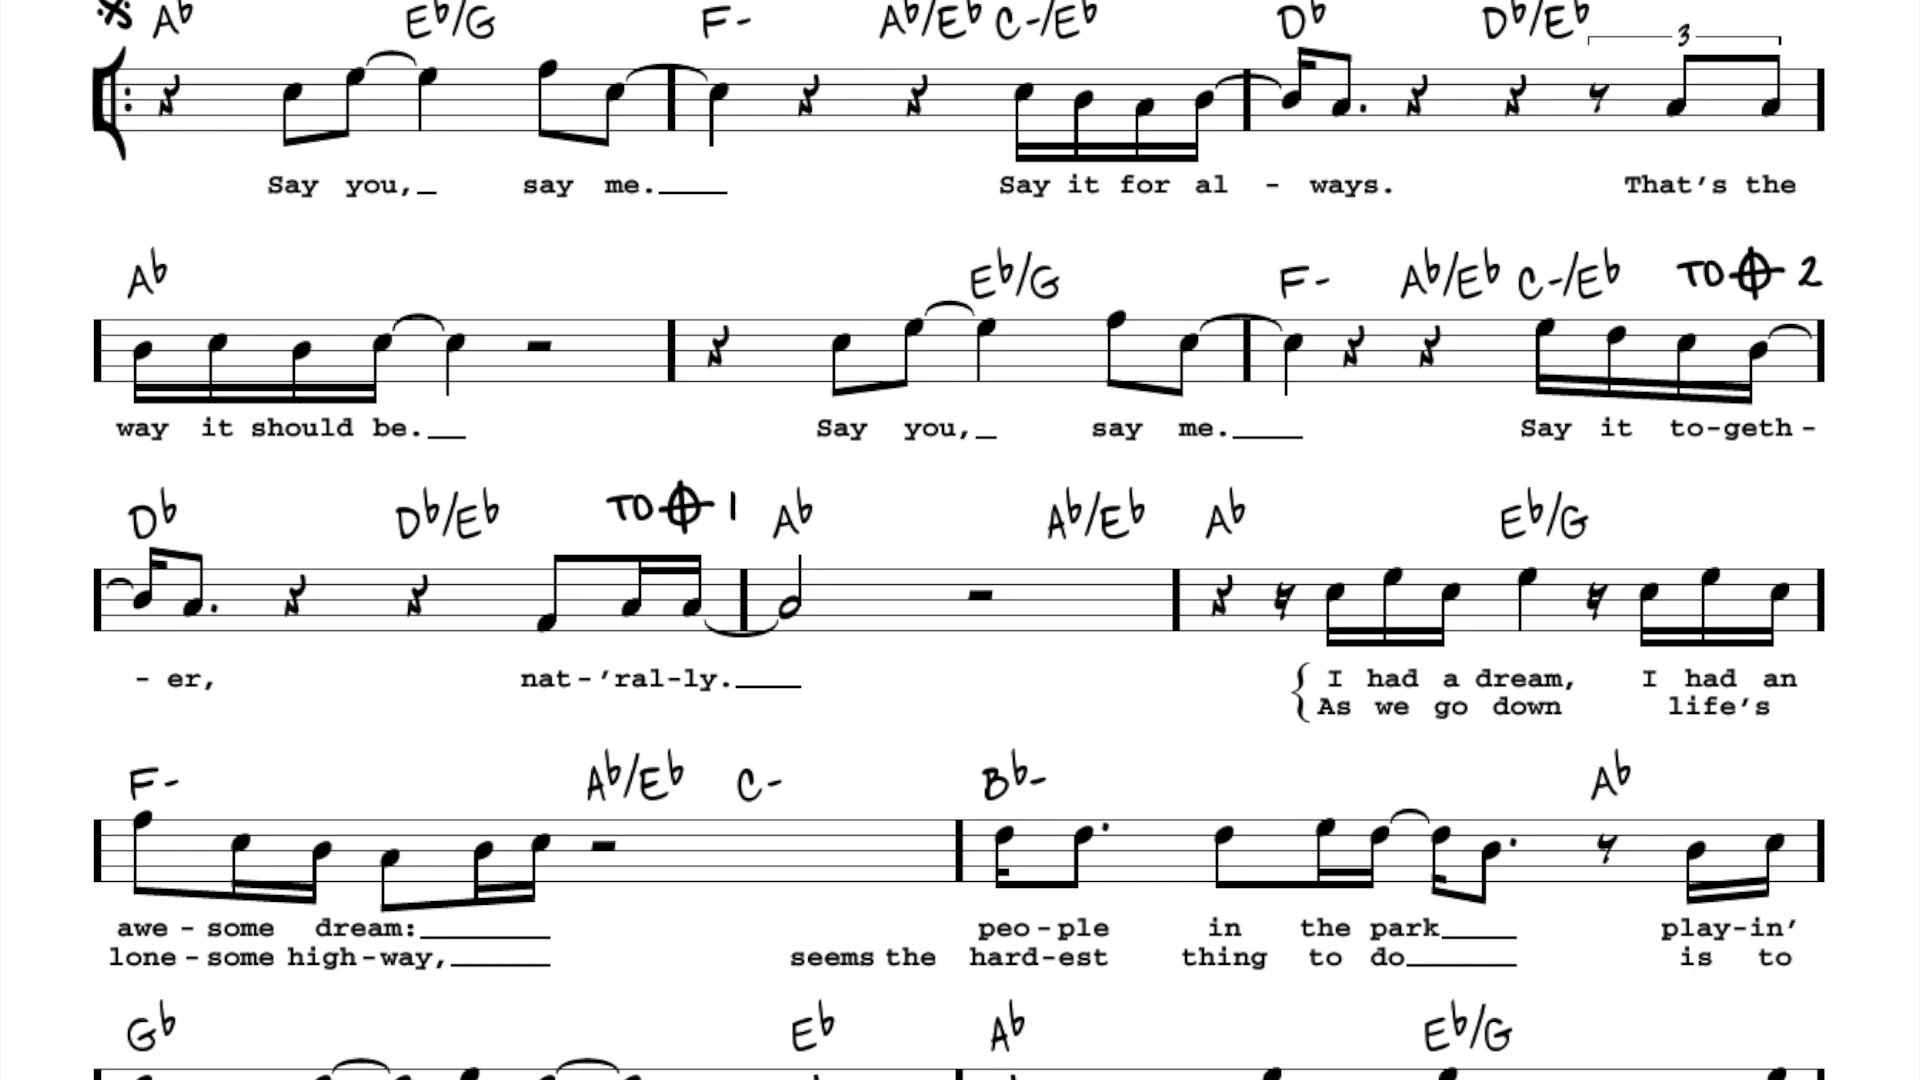 A♭ E♭/G F- A♭/E♭ C-/E♭ D♭ D♭/E♭ 3
Say you, say me. Say it for al - ways. That's the
A♭ E♭/G F- A♭/E♭ C-/E♭ TO 𝄌 2
way it should be. Say you, say me. Say it to-geth -
D♭ D♭/E♭ TO 𝄌 1 A♭ A♭/E♭ A♭ E♭/G
- er, nat-'ral-ly. I had a dream, I had an
As we go down life's
F- A♭/E♭ C- B♭- A♭
awe - some dream: peo - ple in the park play-in'
lone - some high-way, seems the hard-est thing to do is to
G♭ E♭ A♭ E♭/G